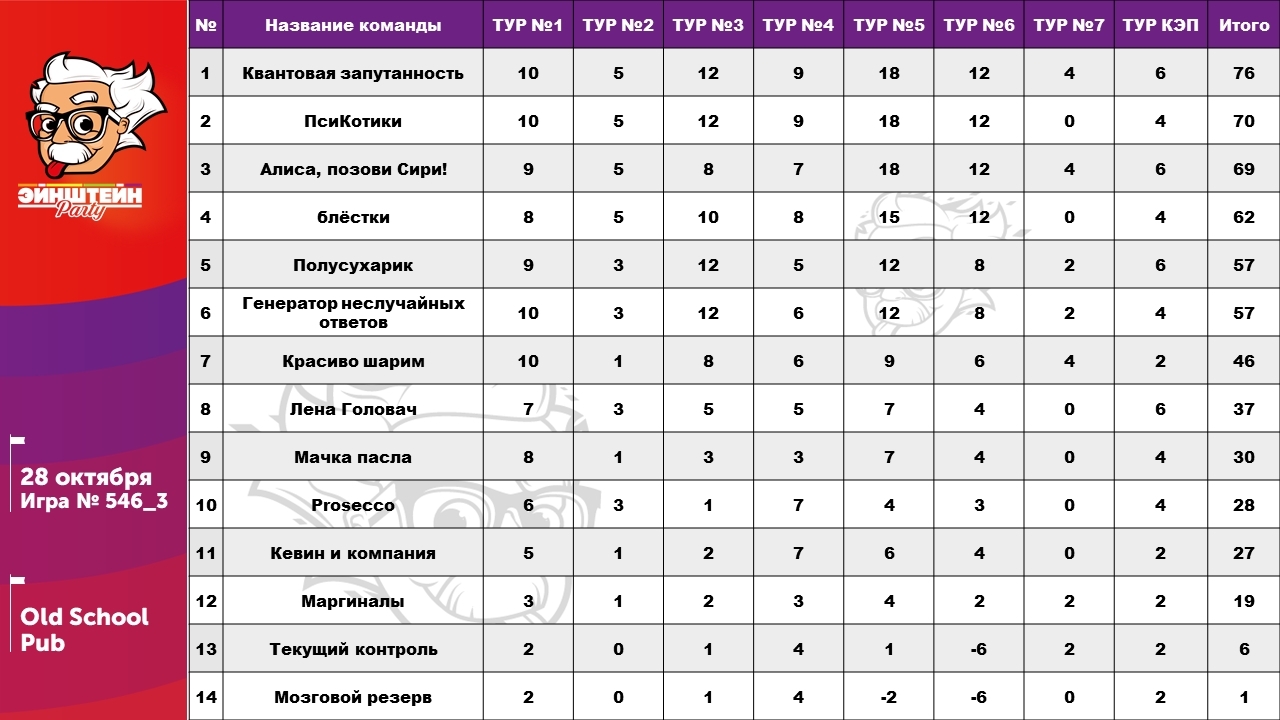 ЭЙНШТЕЙН
Party
28 октября
Игра № 546_3
Old School
Pub
№ Название команды ТУР №1 ТУР №2 ТУР №3 ТУР №4 ТУР №5 ТУР №6 ТУР №7 ТУР КЭП Итого
1 Квантовая запутанность 10 5 12 9 18 12 4 6 76
2 ПсиКотики 10 5 12 9 18 12 0 4 70
3 Алиса, позови Сири! 9 5 8 7 18 12 4 6 69
4 блёстки 8 5 10 8 15 12 0 4 62
5 Полусухарик 9 3 12 5 12 8 2 6 57
6 Генератор неслучайных
ответов 10 3 12 6 12 8 2 4 57
7 Красиво шарим 10 1 8 6 9 6 4 2 46
8 Лена Головач 7 3 5 5 7 4 0 6 37
9 Мачка пасла 8 1 3 3 7 4 0 4 30
10 Prosecco 6 3 1 7 4 3 0 4 28
11 Кевин и компания 5 1 2 7 6 4 0 2 27
12 Маргиналы 3 1 2 3 4 2 2 2 19
13 Текущий контроль 2 0 1 4 1 -6 2 2 6
14 Мозговой резерв 2 0 1 4 -2 -6 0 2 1